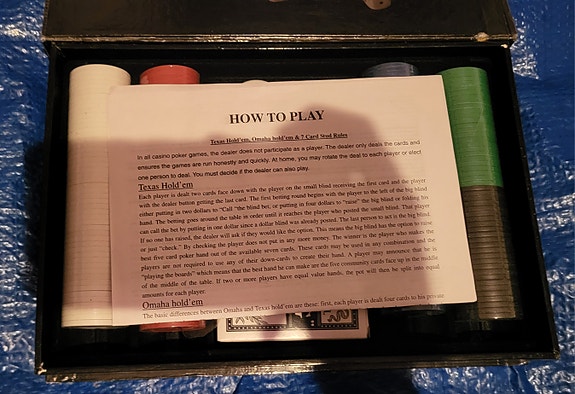 HOW TO PLAY
Texas Hold'em, Omaha hold'em & 7 Card Stud Rules
In all casino poker games, the dealer does not participate as a player. The dealer only deals the cards and
ensures the games are run honestly and quickly. At home, you may rotate the deal to each player or elect
one person to deal. You must decide if the dealer can also play.
Texas Hold'em
Each player is dealt two cards face down with the player on the small blind receiving the first card and the player
with the dealer button getting the last card. The first betting round begins with the player to the left of the big blind
either putting in two dollars to "Call "the blind bet, or putting in four dollars to "raise" the big blind or folding his
hand. The betting goes around the table in order until it reaches the player who posted the small blind. That player
can call the bet by putting in one dollar since a dollar blind was already posted. The last person to act is the big blind.
If no one has raised, the dealer will ask if they would like the option. This means the big blind has the option to raise
or just "check." By checking the player does not put in any more money. The winner is the player who makes the
best five card poker hand out of the available seven cards. These cards may be used in any combination and the
players are not required to use any of their down-cards to create their hand. A player may announce that he is
"playing the boards" which means that the best hand he can make are the five community cards face up in the middle
of the middle of the table. If two or more players have equal value hands, the pot will then be split into equal
amounts for each player.
Omaha hold'em
The basic differences between Omaha and Texas hold'em are these: first, each player is dealt four cards to his private